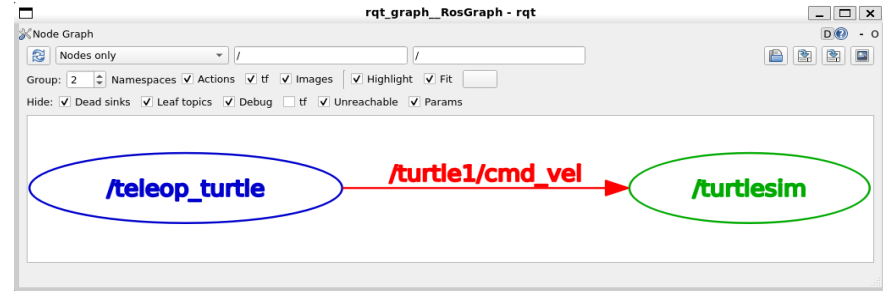 rqt_graph__RosGraph - rqt
Node Graph D - O
Nodes only / /
Group: 2 Namespaces Actions tf Images Highlight Fit
Hide: Dead sinks Leaf topics Debug tf Unreachable Params
/teleop_turtle /turtle1/cmd_vel /turtlesim